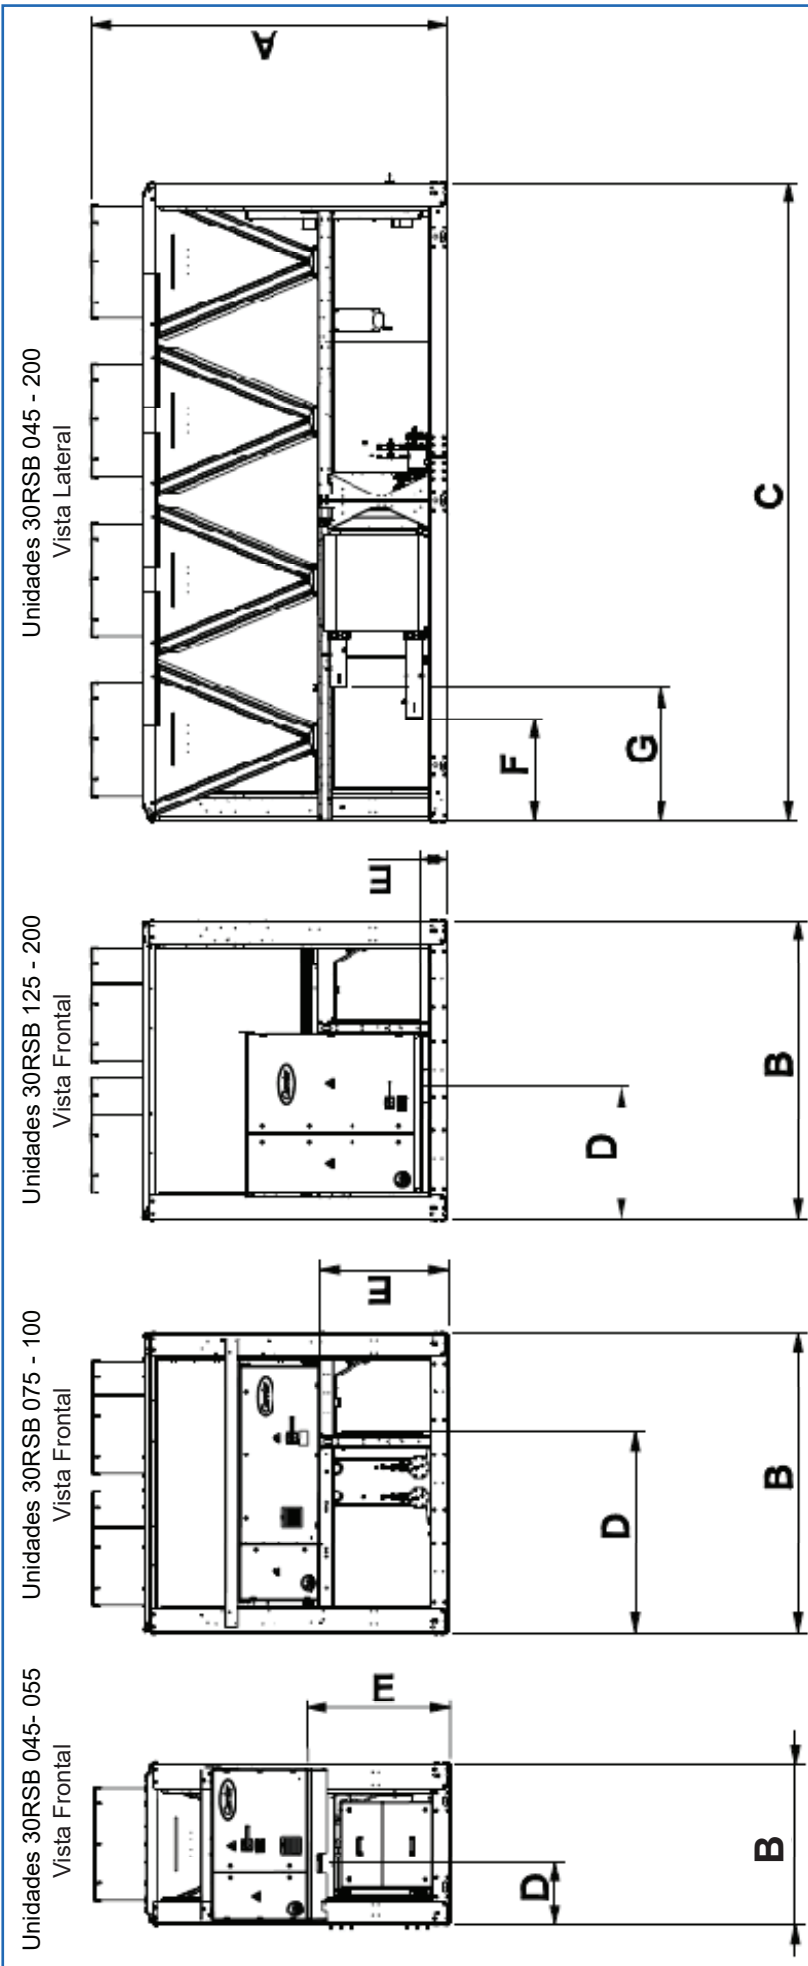 Unidades 30RSB 045- 055
Vista Frontal
E
D
B
Unidades 30RSB 075 - 100
Vista Frontal
E
D
B
Unidades 30RSB 125 - 200
Vista Frontal
E
D
B
Unidades 30RSB 045 - 200
Vista Lateral
A
F
G
C